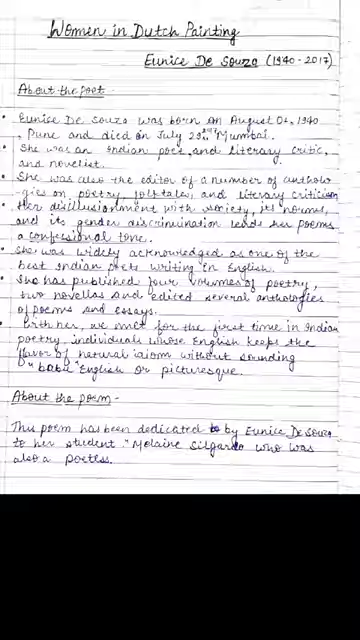 Women in Dutch Painting
Eunice De Souza (1940-2017)
About the poet
• Eunice De Souza was born on August 01, 1940
, Pune and died in July 29 Mumbai.
• She was an Indian poet, and literary critic,
and novelist.
• She was also the editor of a number of antholo
-gies on poetry, folktales, and literary criticism
• Her disillusionment with society, its norms,
and its gender discrimination leads her poems
a confessional tone.
• She was widely acknowledged as one of the
best Indian poets writing in English.
• She has published four volumes of poetry,
two novellas and edited several anthologies
of poems and essays.
• With her, we met for the first time in Indian
poetry, individuals whose English keeps the
flavor of natural idiom without sounding
"babu" English or picturesque.
About the poem -
This poem has been dedicated by Eunice De Souza
to her student "Melaine Silgardo who was
also a poetess.